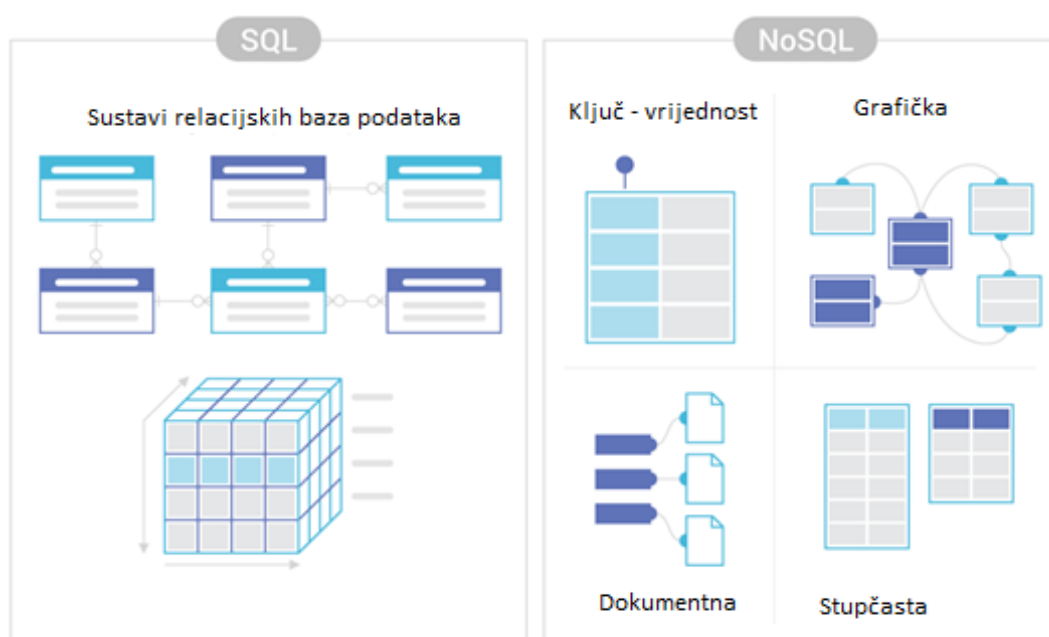 SQL
Sustavi relacijskih baza podataka
NoSQL
Ključ - vrijednost
Grafička
Dokumentna
Stupčasta